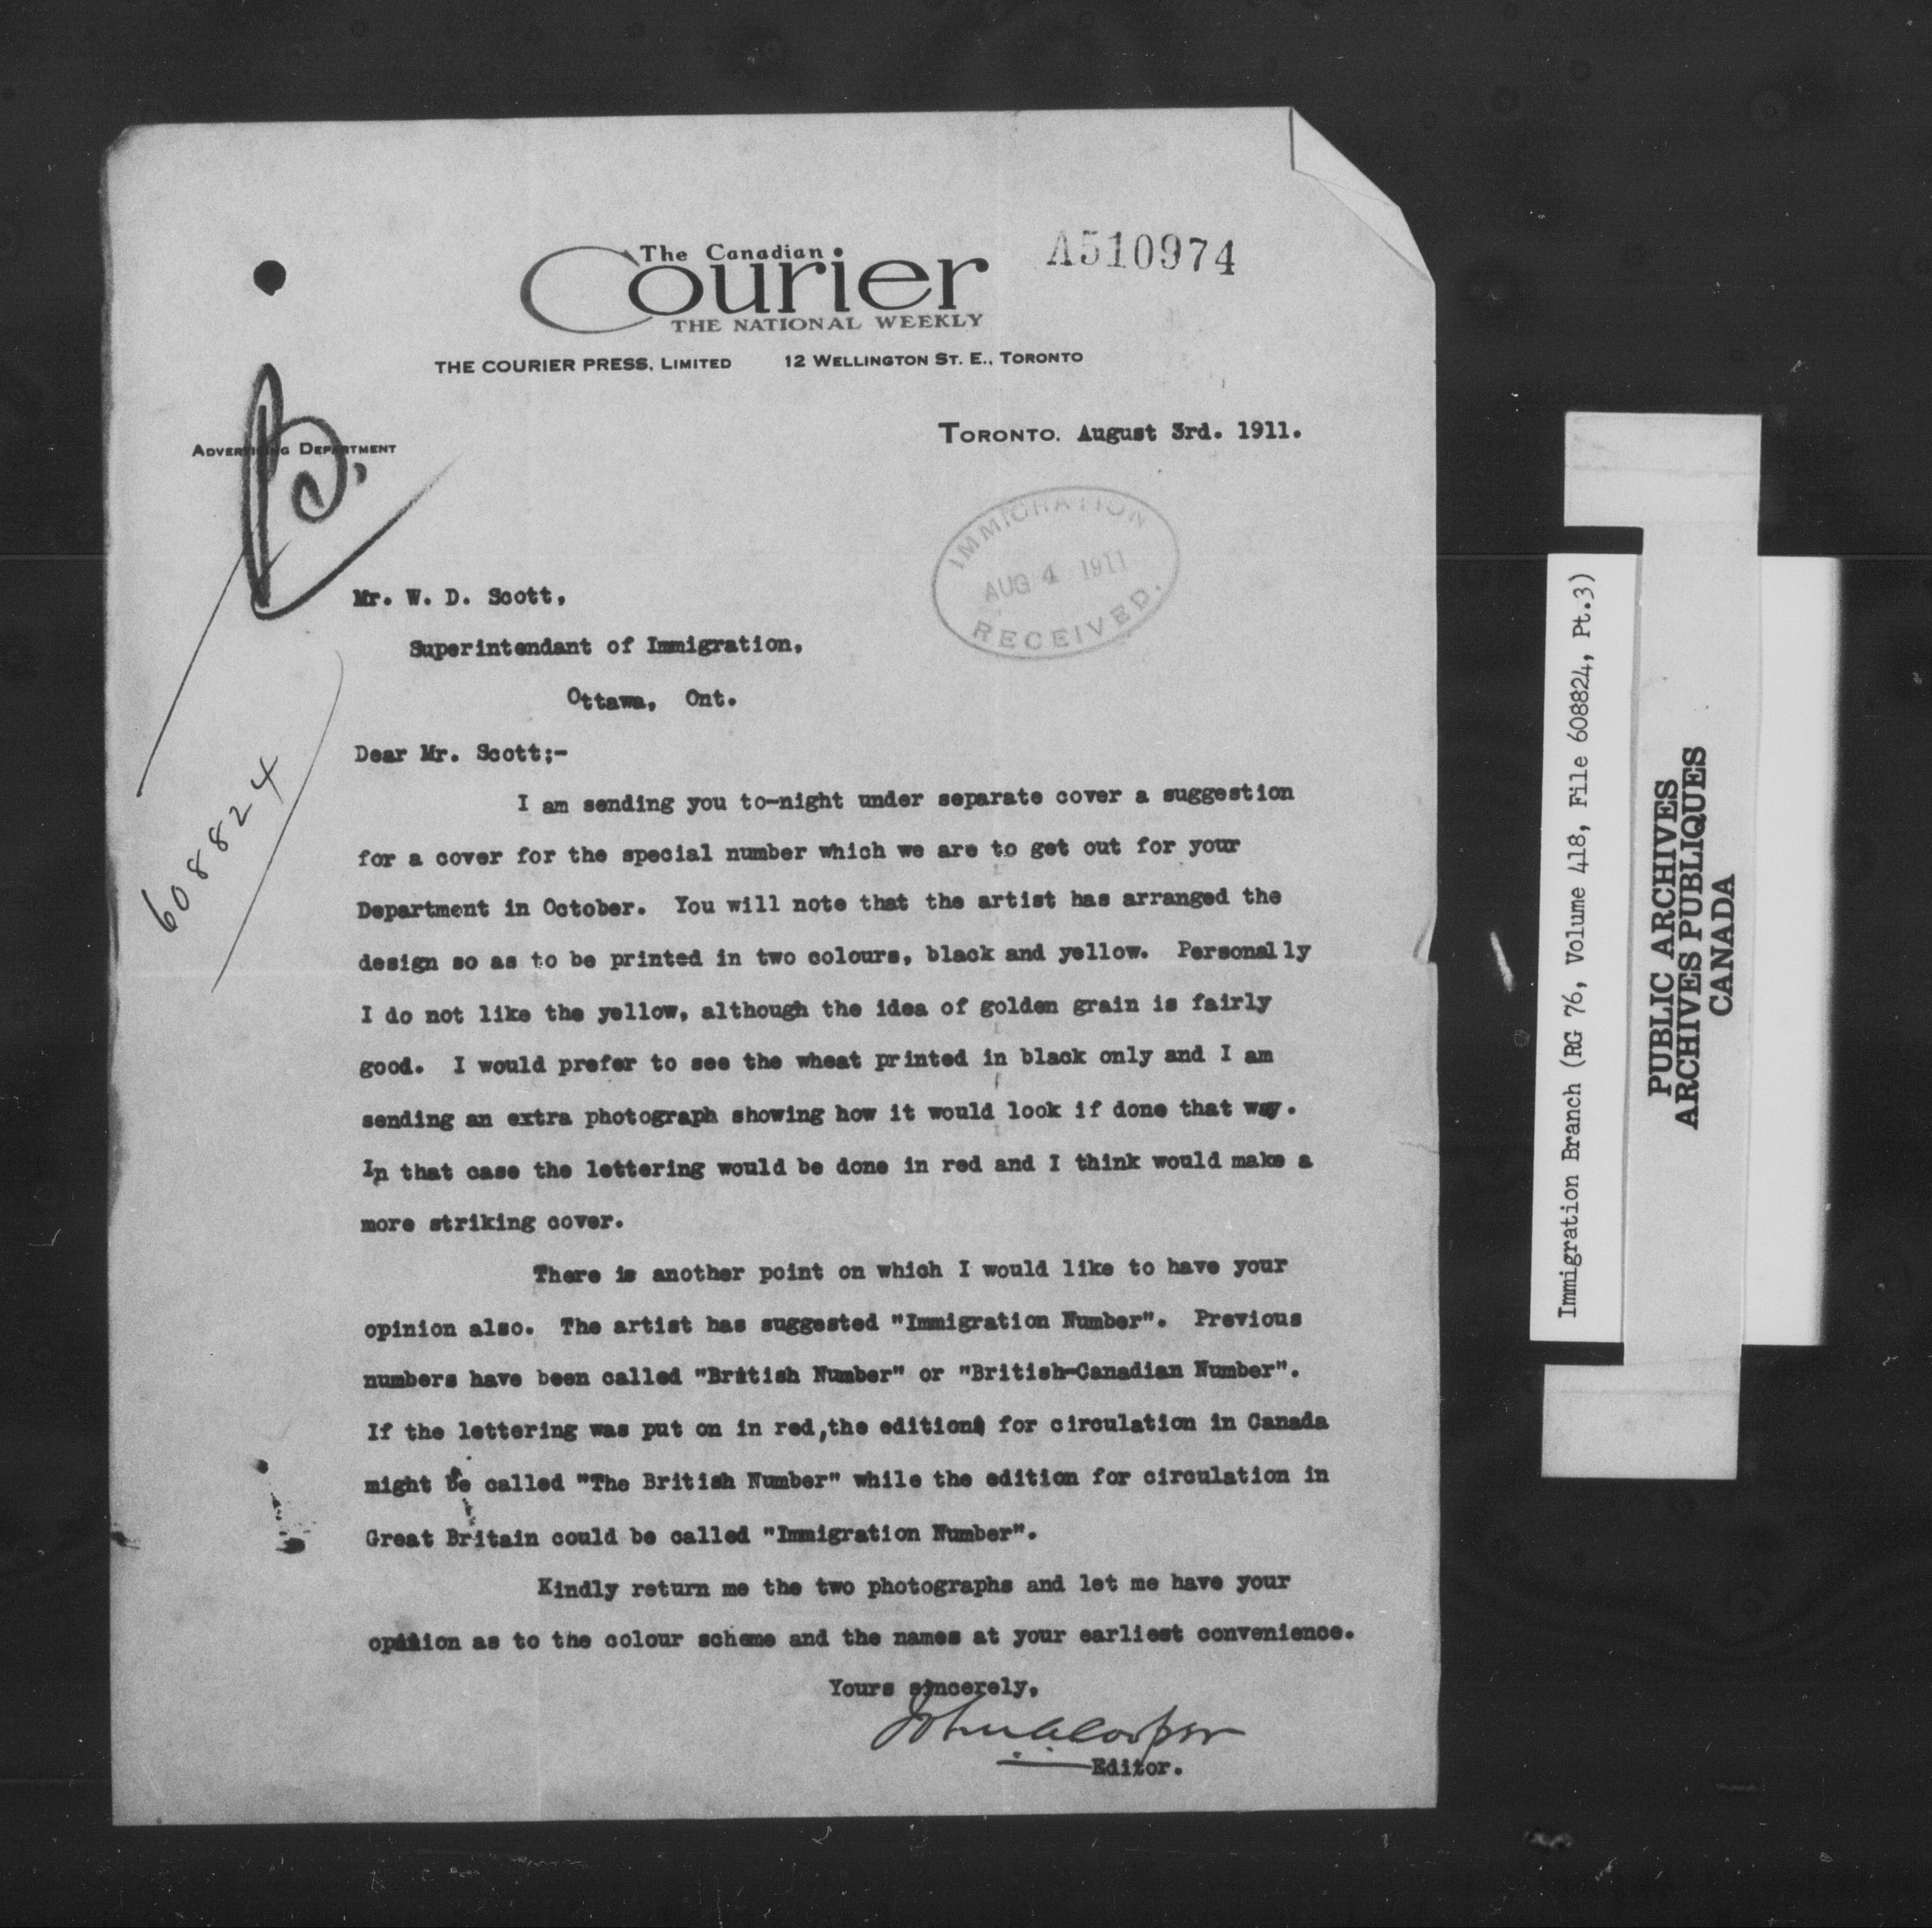 The Canadian
Courier
THE NATIONAL WEEKLY
A510974
THE COURIER PRESS, LIMITED 12 WELLINGTON ST. E., TORONTO
TORONTO. August 3rd. 1911.
ADVERTISING DEPARTMENT
IMMIGRATION
AUG 4 1911
RECEIVED.
Mr. W. D. Scott,
Superintendant of Immigration,
Ottawa, Ont.
608824
Dear Mr. Scott;-
I am sending you to-night under separate cover a suggestion
for a cover for the special number which we are to get out for your
Department in October. You will note that the artist has arranged the
design so as to be printed in two colours, black and yellow. Personally
I do not like the yellow, although the idea of golden grain is fairly
good. I would prefer to see the wheat printed in black only and I am
sending an extra photograph showing how it would look if done that way.
In that case the lettering would be done in red and I think would make a
more striking cover.
There is another point on which I would like to have your
opinion also. The artist has suggested "Immigration Number". Previous
numbers have been called "British Number" or "British-Canadian Number".
If the lettering was put on in red,the edition for circulation in Canada
might be called "The British Number" while the edition for circulation in
Great Britain could be called "Immigration Number".
Kindly return me the two photographs and let me have your
opinion as to the colour scheme and the names at your earliest convenience.
Yours sincerely,
John A Cooper
Editor.
Immigration Branch (RG 76, Volume 418, File 608824, Pt.3)
PUBLIC ARCHIVES
ARCHIVES PUBLIQUES
CANADA